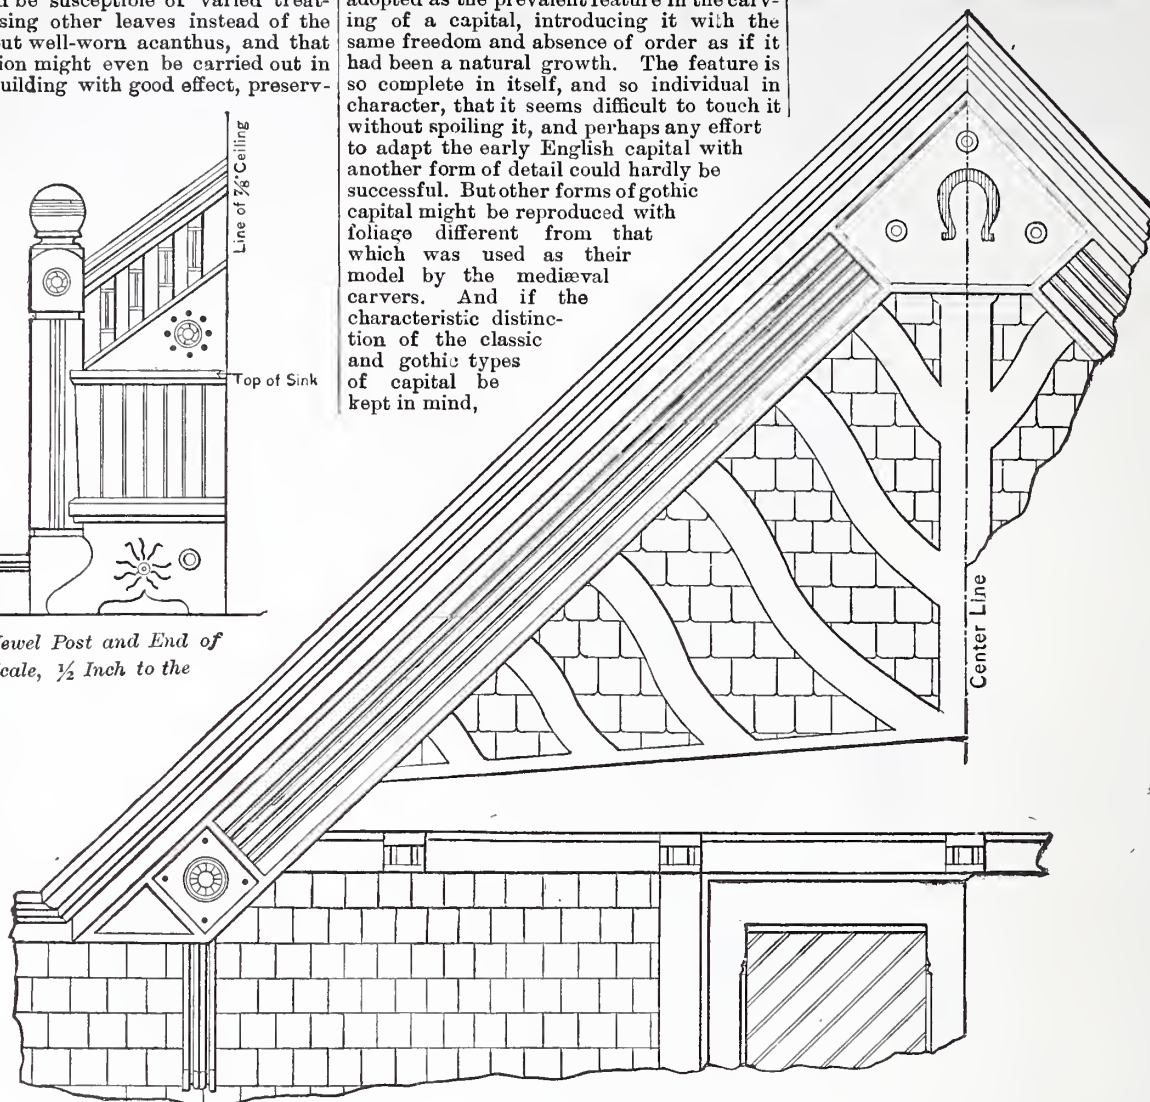 be susceptible of varied treat-
sing other leaves instead of the
ut well-worn acanthus, and that
ion might even be carried out in
uilding with good effect, preserv-
adopted as the prevalent feature in the carv-
ing of a capital, introducing it with the
same freedom and absence of order as if it
had been a natural growth. The feature is
so complete in itself, and so individual in
character, that it seems difficult to touch it
without spoiling it, and perhaps any effort
to adapt the early English capital with
another form of detail could hardly be
successful. But other forms of gothic
capital might be reproduced with
foliage different from that
which was used as their
model by the mediæval
carvers. And if the
characteristic distinc-
tion of the classic
and gothic types
of capital be
kept in mind,
Line of ⅞" Ceiling
Top of Sink
ewel Post and End of
cale, ½ Inch to the
Center Line